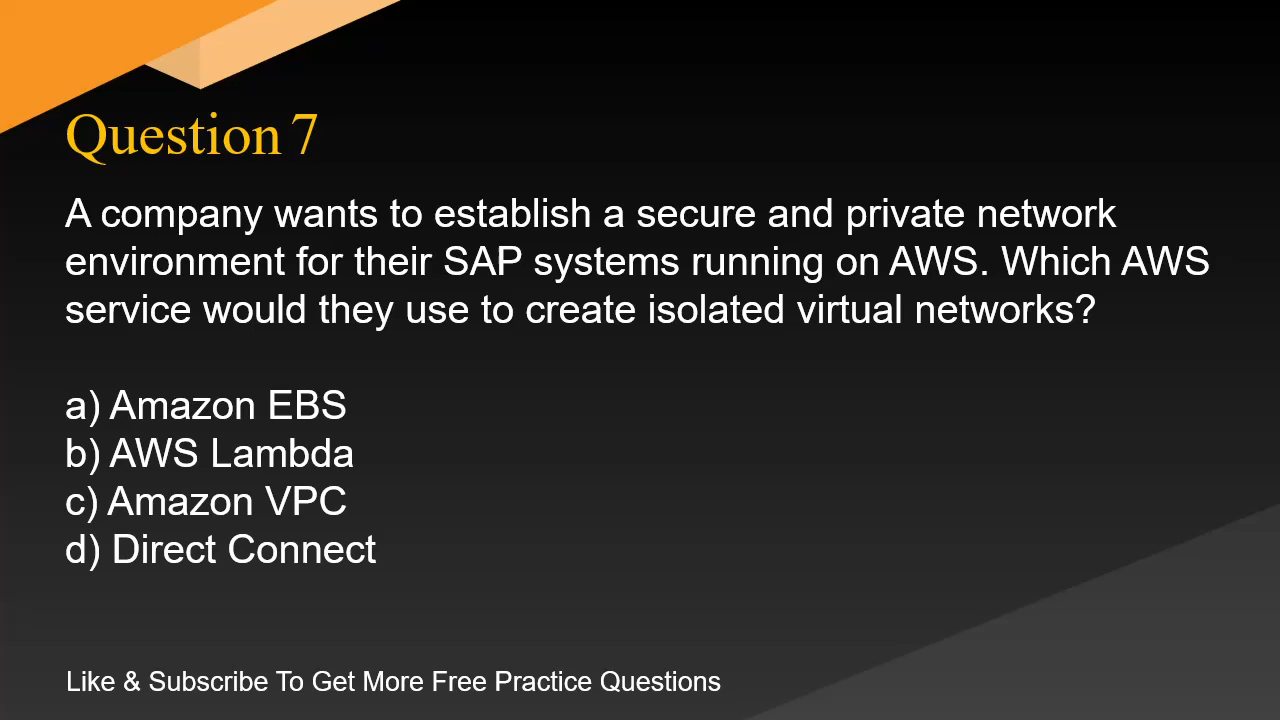 Question 7
A company wants to establish a secure and private network
environment for their SAP systems running on AWS. Which AWS
service would they use to create isolated virtual networks?
a) Amazon EBS
b) AWS Lambda
c) Amazon VPC
d) Direct Connect
Like & Subscribe To Get More Free Practice Questions